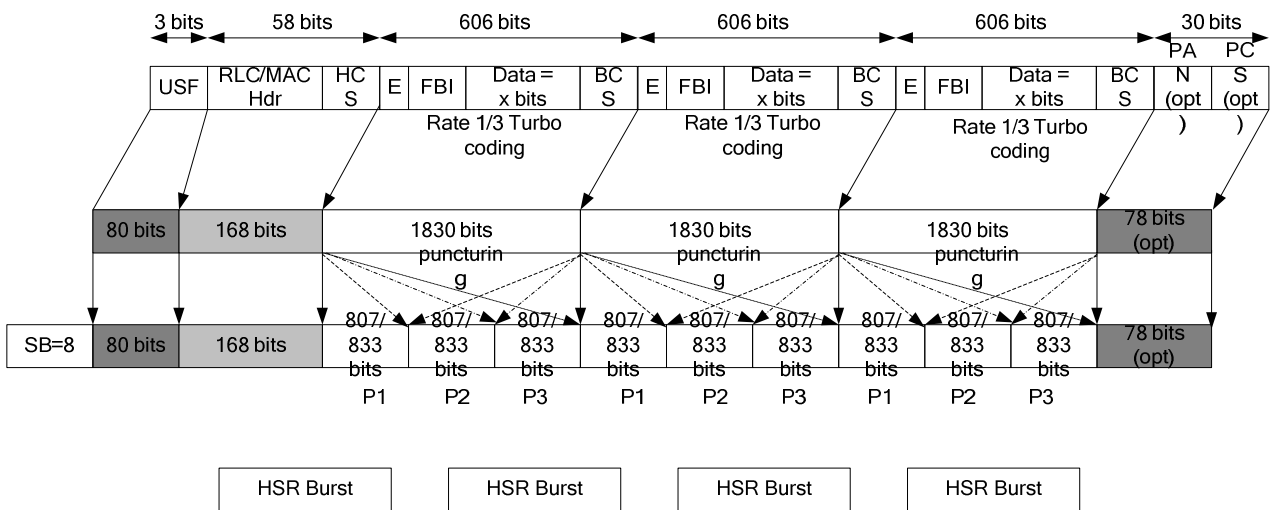 3 bits 58 bits 606 bits 606 bits 606 bits 30 bits
USF
RLC/MAC
Hdr
HC
S
E
FBI
Data =
x bits
BC
S
E
FBI
Data =
x bits
BC
S
E
FBI
Data =
x bits
BC
S
PA
N
(opt
)
PC
S
(opt
)
Rate 1/3 Turbo
coding
Rate 1/3 Turbo
coding
Rate 1/3 Turbo
coding
80 bits
168 bits
1830 bits
puncturin
g
1830 bits
puncturin
g
1830 bits
puncturin
g
78 bits
(opt)
SB=8
80 bits
168 bits
807/
833
bits
807/
833
bits
807/
833
bits
807/
833
bits
807/
833
bits
807/
833
bits
807/
833
bits
807/
833
bits
807/
833
bits
78 bits
(opt)
P1 P2 P3 P1 P2 P3 P1 P2 P3
HSR Burst HSR Burst HSR Burst HSR Burst